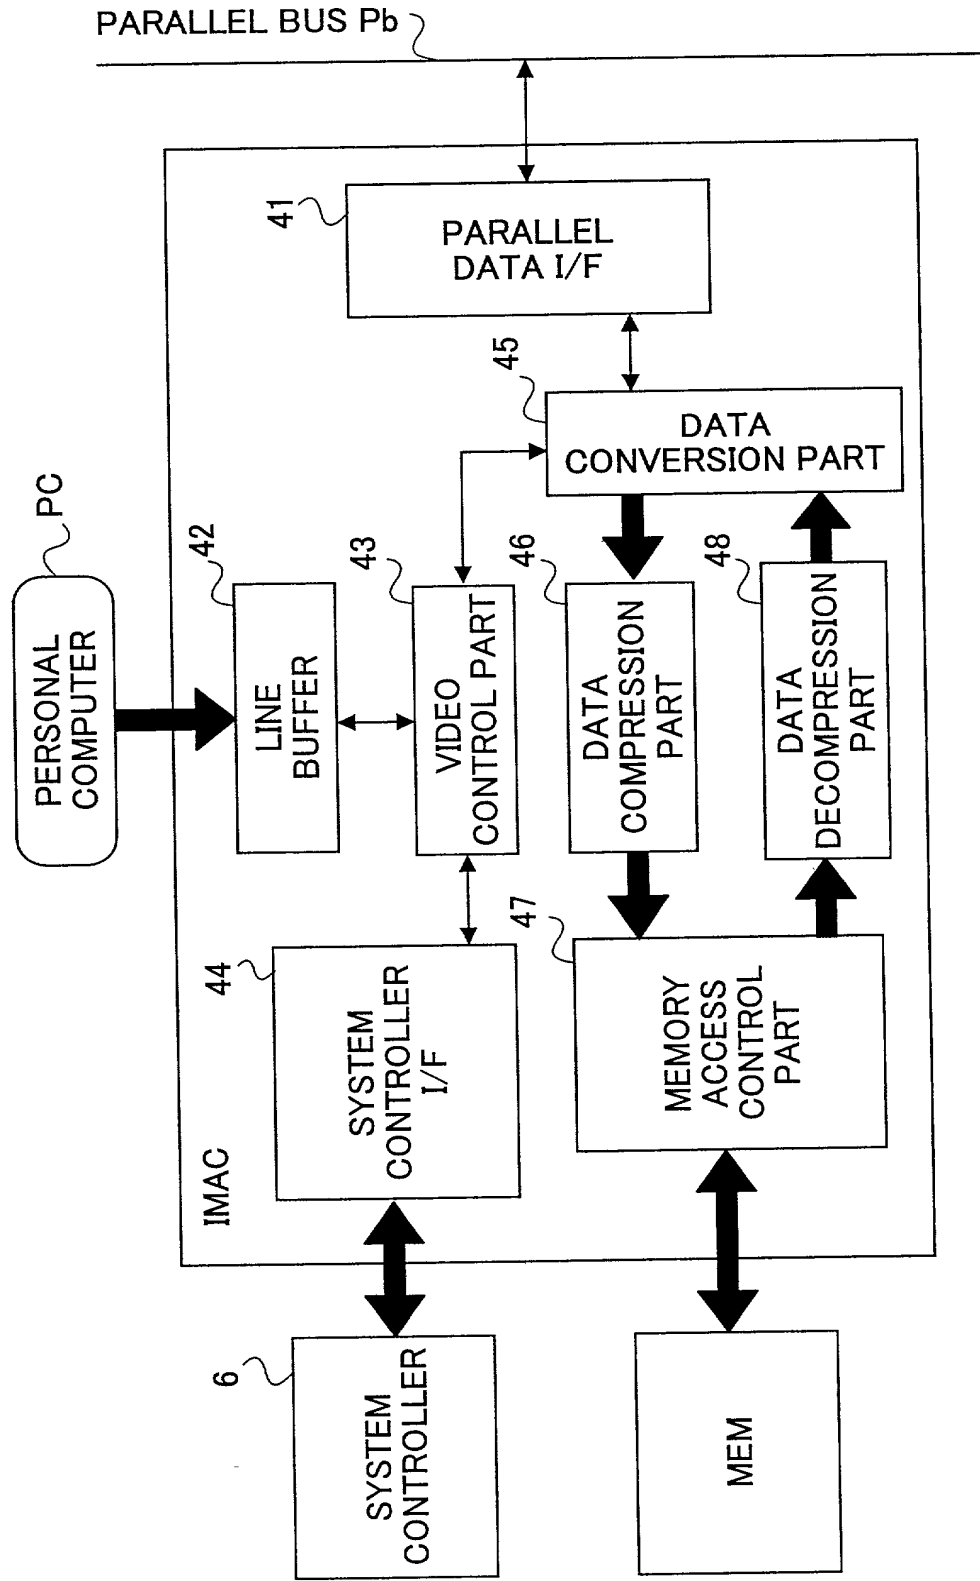 PARALLEL BUS Pb
41
PARALLEL
DATA I/F
45
DATA
CONVERSION PART
PC
PERSONAL
COMPUTER
42
LINE
BUFFER
43
VIDEO
CONTROL PART
46
DATA
COMPRESSION
PART
48
DATA
DECOMPRESSION
PART
44
SYSTEM
CONTROLLER
I/F
47
MEMORY
ACCESS
CONTROL
PART
IMAC
6
SYSTEM
CONTROLLER
MEM